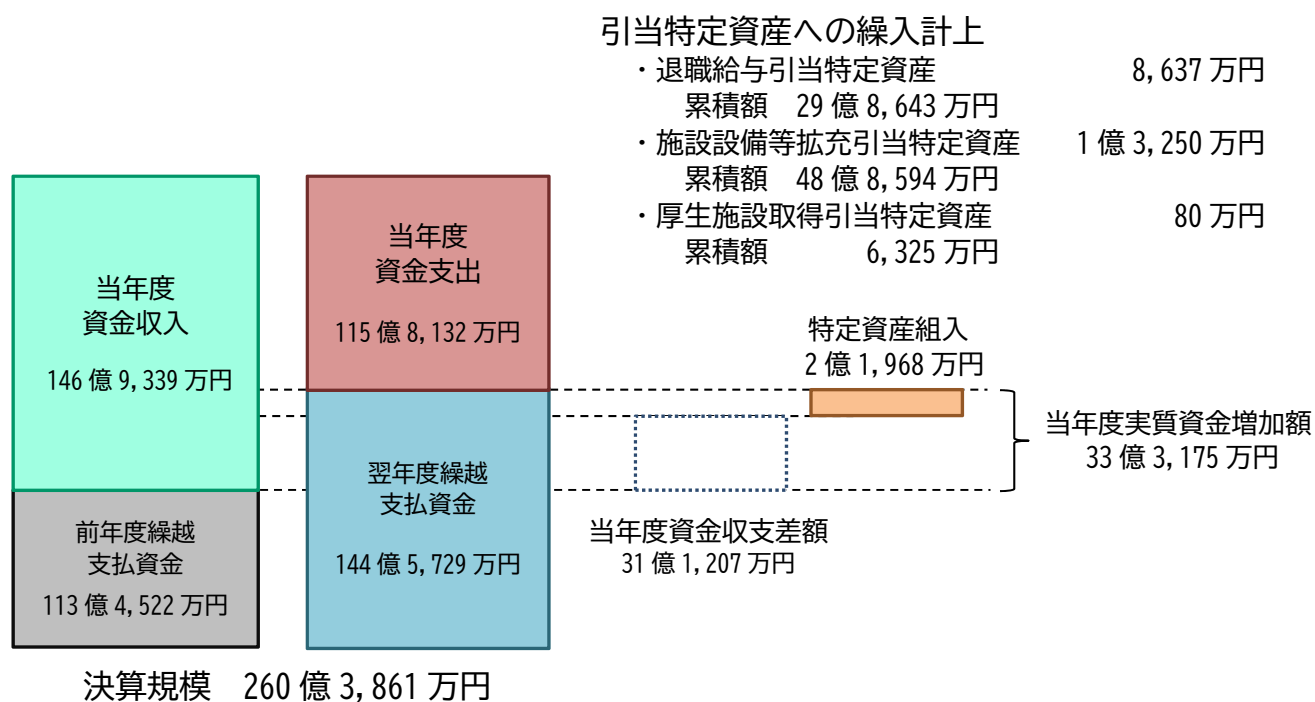 引当特定資産への繰入計上
・退職給与引当特定資産 8,637 万円
累積額 29 億 8,643 万円
・施設設備等拡充引当特定資産 1 億 3,250 万円
累積額 48 億 8,594 万円
・厚生施設取得引当特定資産 80 万円
累積額 6,325 万円
当年度
資金収入
146 億 9,339 万円
前年度繰越
支払資金
113 億 4,522 万円
当年度
資金支出
115 億 8,132 万円
翌年度繰越
支払資金
144 億 5,729 万円
特定資産組入
2 億 1,968 万円
当年度資金収支差額
31 億 1,207 万円
当年度実質資金増加額
33 億 3,175 万円
決算規模 260 億 3,861 万円